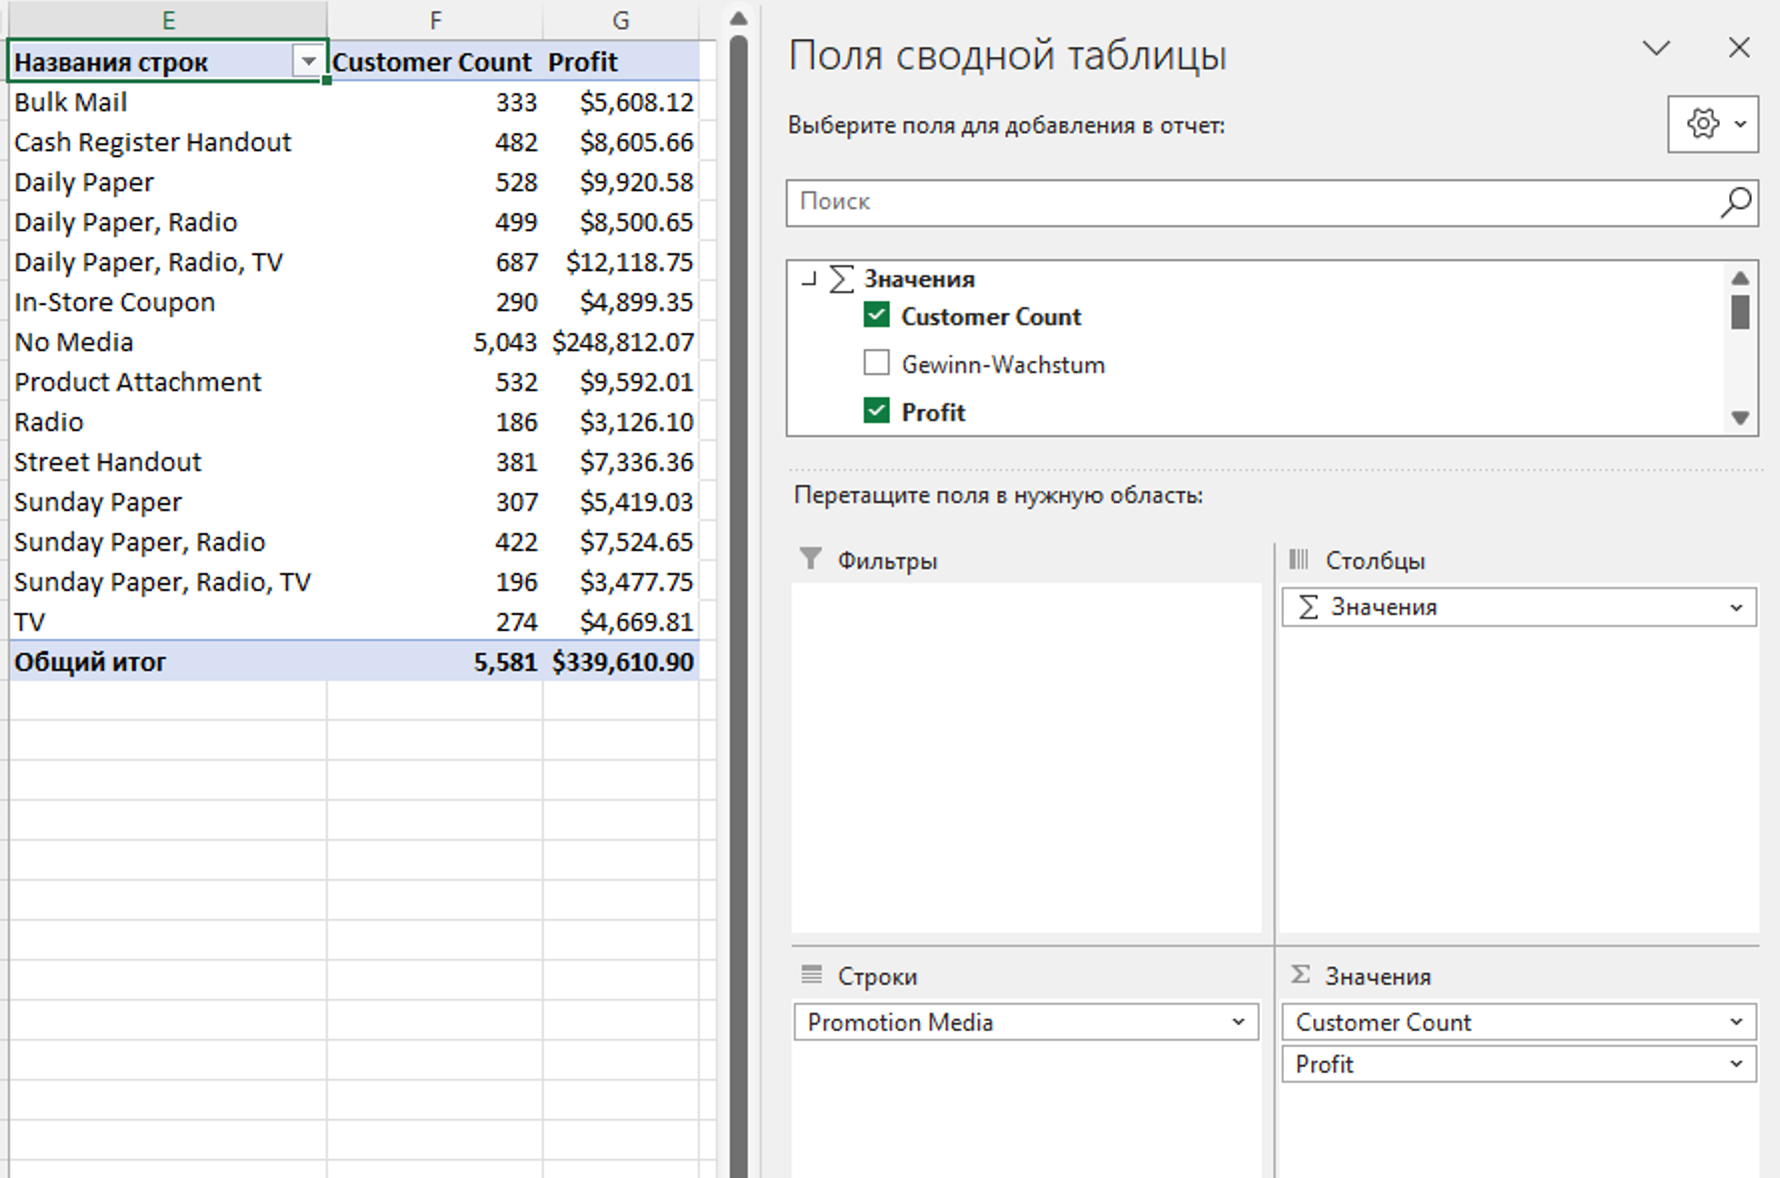 E F G
Названия строк Customer Count Profit
Bulk Mail 333 $5,608.12
Cash Register Handout 482 $8,605.66
Daily Paper 528 $9,920.58
Daily Paper, Radio 499 $8,500.65
Daily Paper, Radio, TV 687 $12,118.75
In-Store Coupon 290 $4,899.35
No Media 5,043 $248,812.07
Product Attachment 532 $9,592.01
Radio 186 $3,126.10
Street Handout 381 $7,336.36
Sunday Paper 307 $5,419.03
Sunday Paper, Radio 422 $7,524.65
Sunday Paper, Radio, TV 196 $3,477.75
TV 274 $4,669.81
Общий итог 5,581 $339,610.90
Поля сводной таблицы
Выберите поля для добавления в отчет:
Поиск
Σ Значения
Customer Count
Gewinn-Wachstum
Profit
Перетащите поля в нужную область:
Фильтры
Столбцы
Σ Значения
Строки
Promotion Media
Σ Значения
Customer Count
Profit